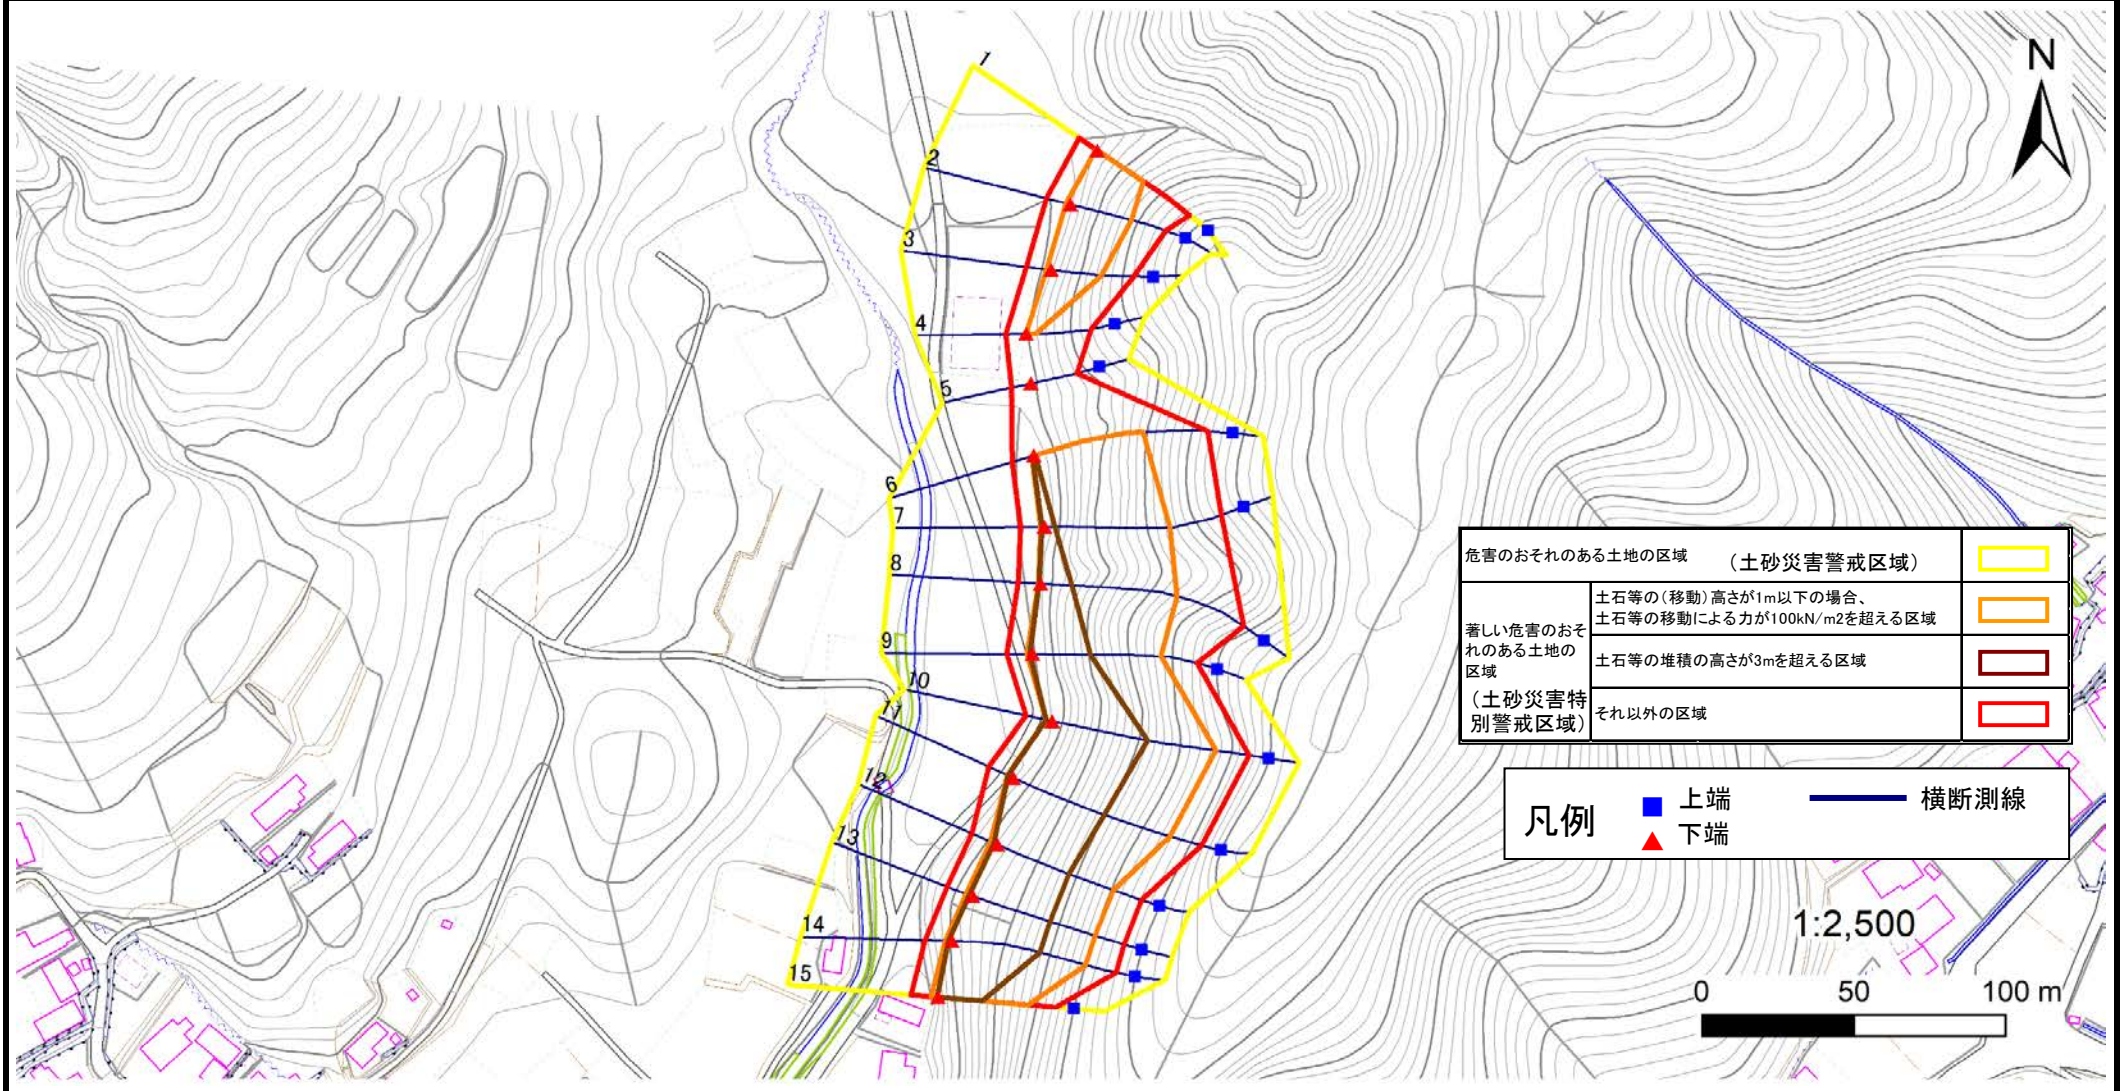 N
1
2
3
4
5
6
7
8
9
10
11
12
13
14
15
危害のおそれのある土地の区域 (土砂災害警戒区域)
著しい危害のおそ
れのある土地の
区域
(土砂災害特
別警戒区域)
土石等の(移動)高さが1m以下の場合、
土石等の移動による力が100kN/m2を超える区域
土石等の堆積の高さが3mを超える区域
それ以外の区域
凡例
上端
下端
横断測線
1:2,500
0 50 100 m